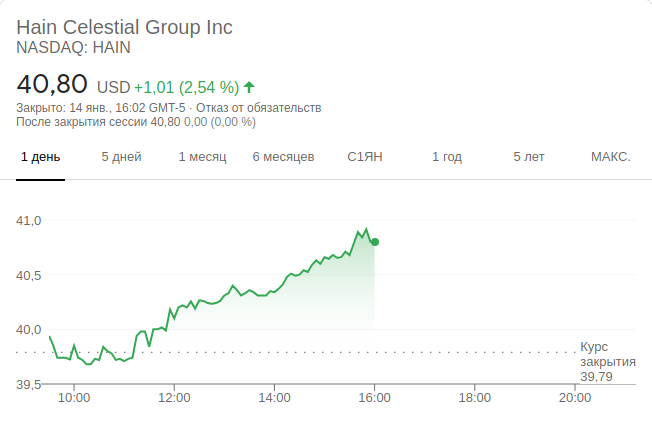 Hain Celestial Group Inc
NASDAQ: HAIN
40,80 USD +1,01 (2,54 %)
Закрыто: 14 янв., 16:02 GMT-5 · Отказ от обязательств
После закрытия сессии 40,80 0,00 (0,00 %)
1 день 5 дней 1 месяц 6 месяцев С1ЯН 1 год 5 лет МАКС.
41,0
40,5
40,0
Курс
закрытия
39,79
39,5
10:00 12:00 14:00 16:00 18:00 20:00